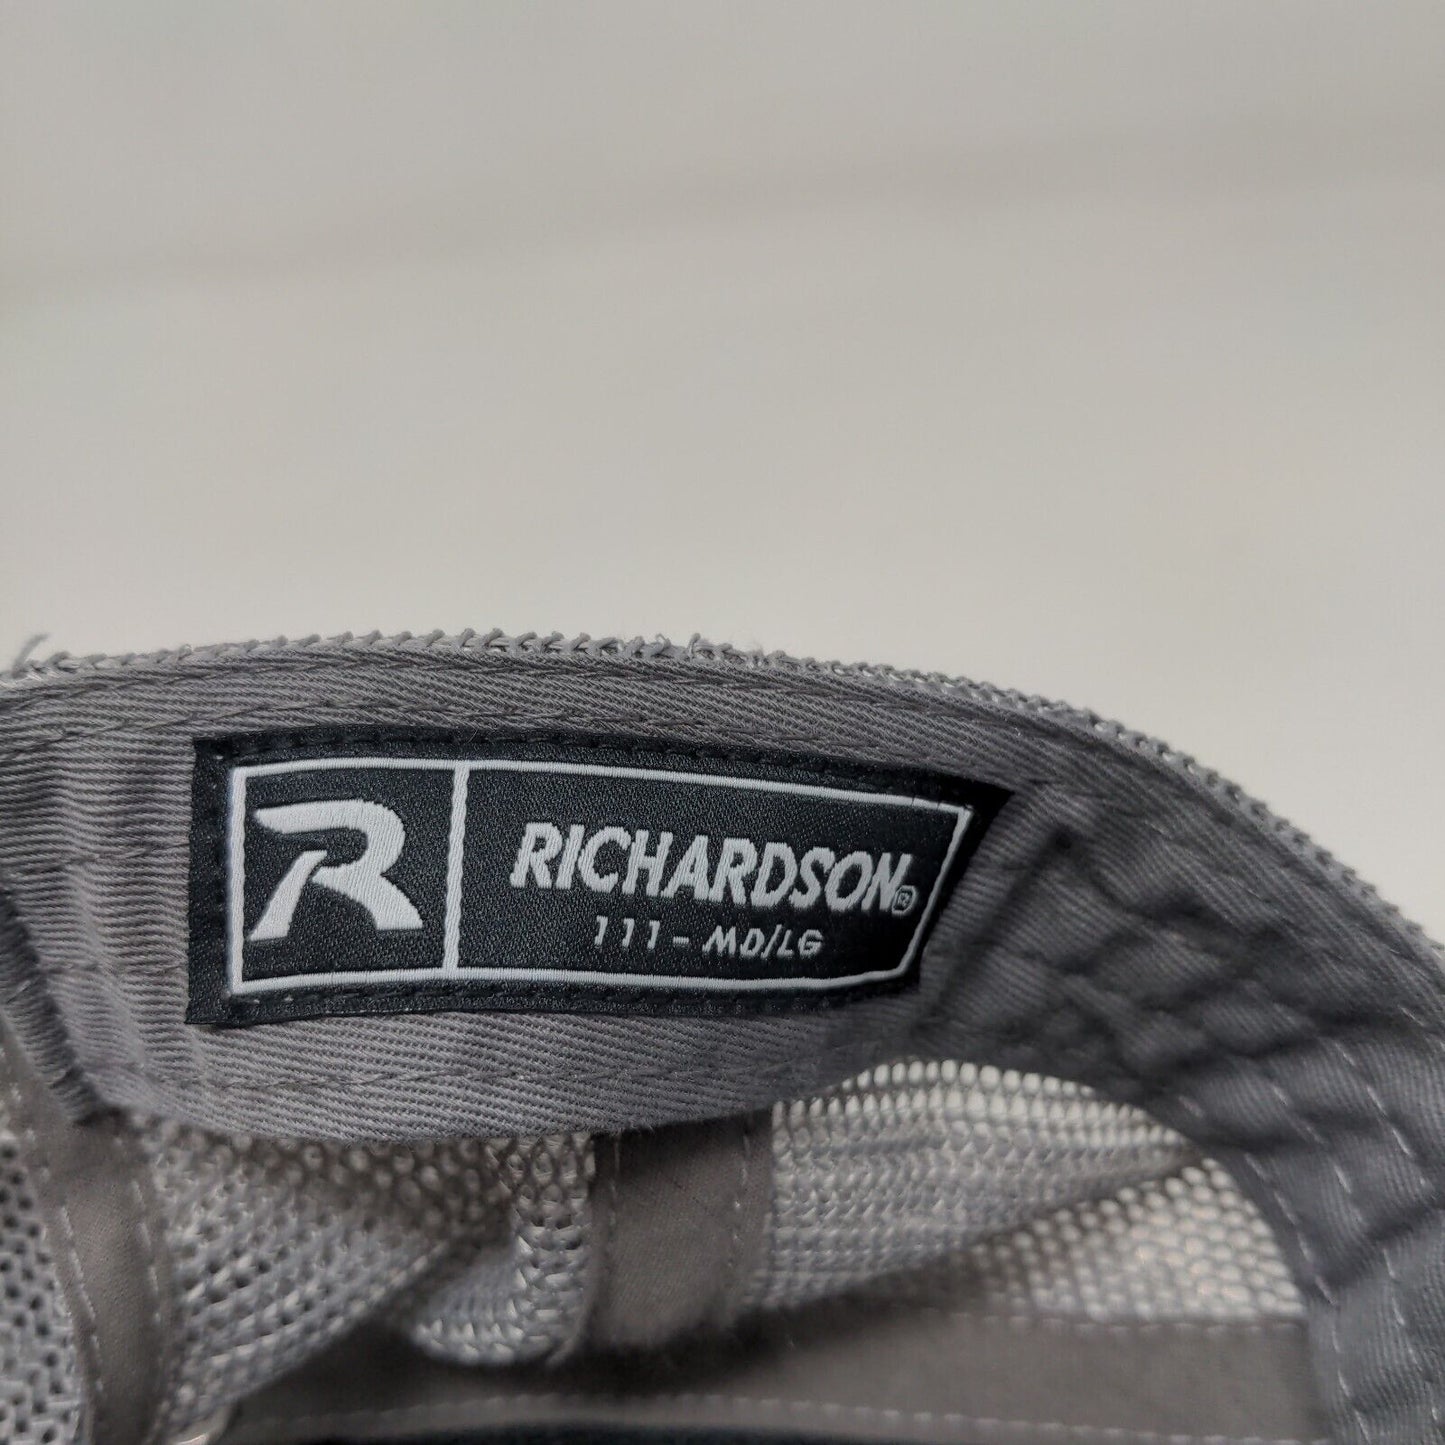 R
RICHARDSON®
111 - MD/LG